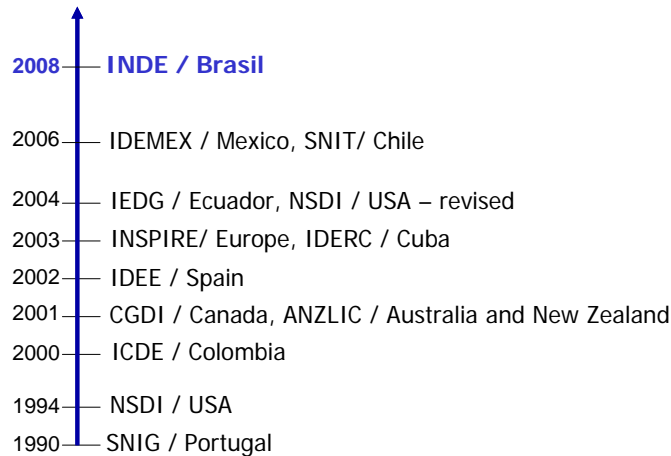 2008 INDE / Brasil
2006 IDEMEX / Mexico, SNIT/ Chile
2004 IEDG / Ecuador, NSDI / USA – revised
2003 INSPIRE/ Europe, IDERC / Cuba
2002 IDEE / Spain
2001 CGDI / Canada, ANZLIC / Australia and New Zealand
2000 ICDE / Colombia
1994 NSDI / USA
1990 SNIG / Portugal